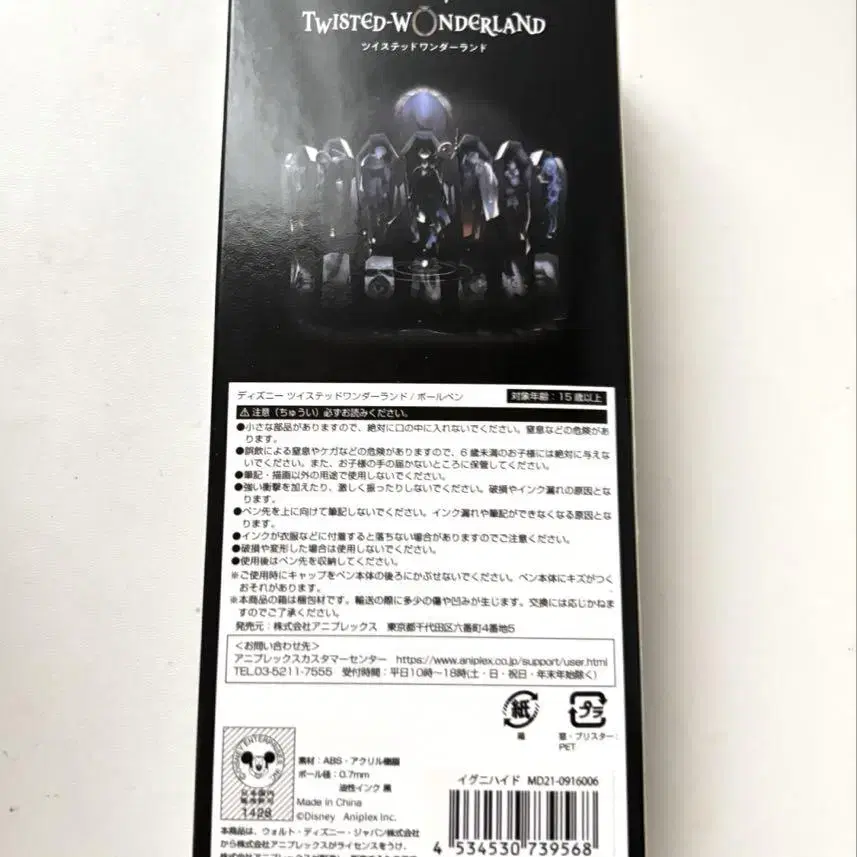 TWISTED-WONDERLAND
ツイステッドワンダーランド
ディズニー ツイステッドワンダーランド / ボールペン 対象年齢：15歳以上
⚠注意（ちゅうい）必ずお読みください。
●小さな部品がありますので、絶対に口の中に入れないでください。窒息などの危険があ
ります。
●誤飲による窒息やケガなどの危険がありますので、6歳未満のお子様には絶対に与えな
いでください。また、お子様の手の届かないところに保管してください。
●筆記・描画以外の用途で使用しないでください。
●強い衝撃を加えたり、激しく振ったりしないでください。破損やインク漏れの原因とな
ります。
●ペン先を上に向けて筆記しないでください。インク漏れや筆記ができなくなる原因となり
ます。
●インクが衣服などに付着すると落ちない場合がありますのでご注意ください。
●破損や変形した場合は使用しないでください。
●使用後はペン先を収納してください。
※ご使用時にキャップをペン本体の後ろにかぶせないでください。ペン本体にキズがつく
おそれがあります。
※本商品の箱は梱包材です。輸送の際に多少の傷や凹みが生じます。交換には応じかねま
すのでご了承ください。
発売元：株式会社アニプレックス 東京都千代田区六番町4番地5
＜お問い合わせ先＞
アニプレックスカスタマーセンター https://www.aniplex.co.jp/support/user.html
TEL.03-5211-7555 受付時間：平日10時〜18時(土・日・祝日・年末年始除く)
紙
箱
プラ
窓・ブリスター：
PET
DISNEY ENTERPRISES, INC.
日本国内
販売許可
1428
素材：ABS・アクリル樹脂
ボール径：0.7mm
油性インク 黒
Made in China
©Disney Aniplex Inc.
本商品は、ウォルト・ディズニー・ジャパン株式会社
から株式会社アニプレックスがライセンスをうけ、
イグニハイド MD21-0916006
4 534530 739568